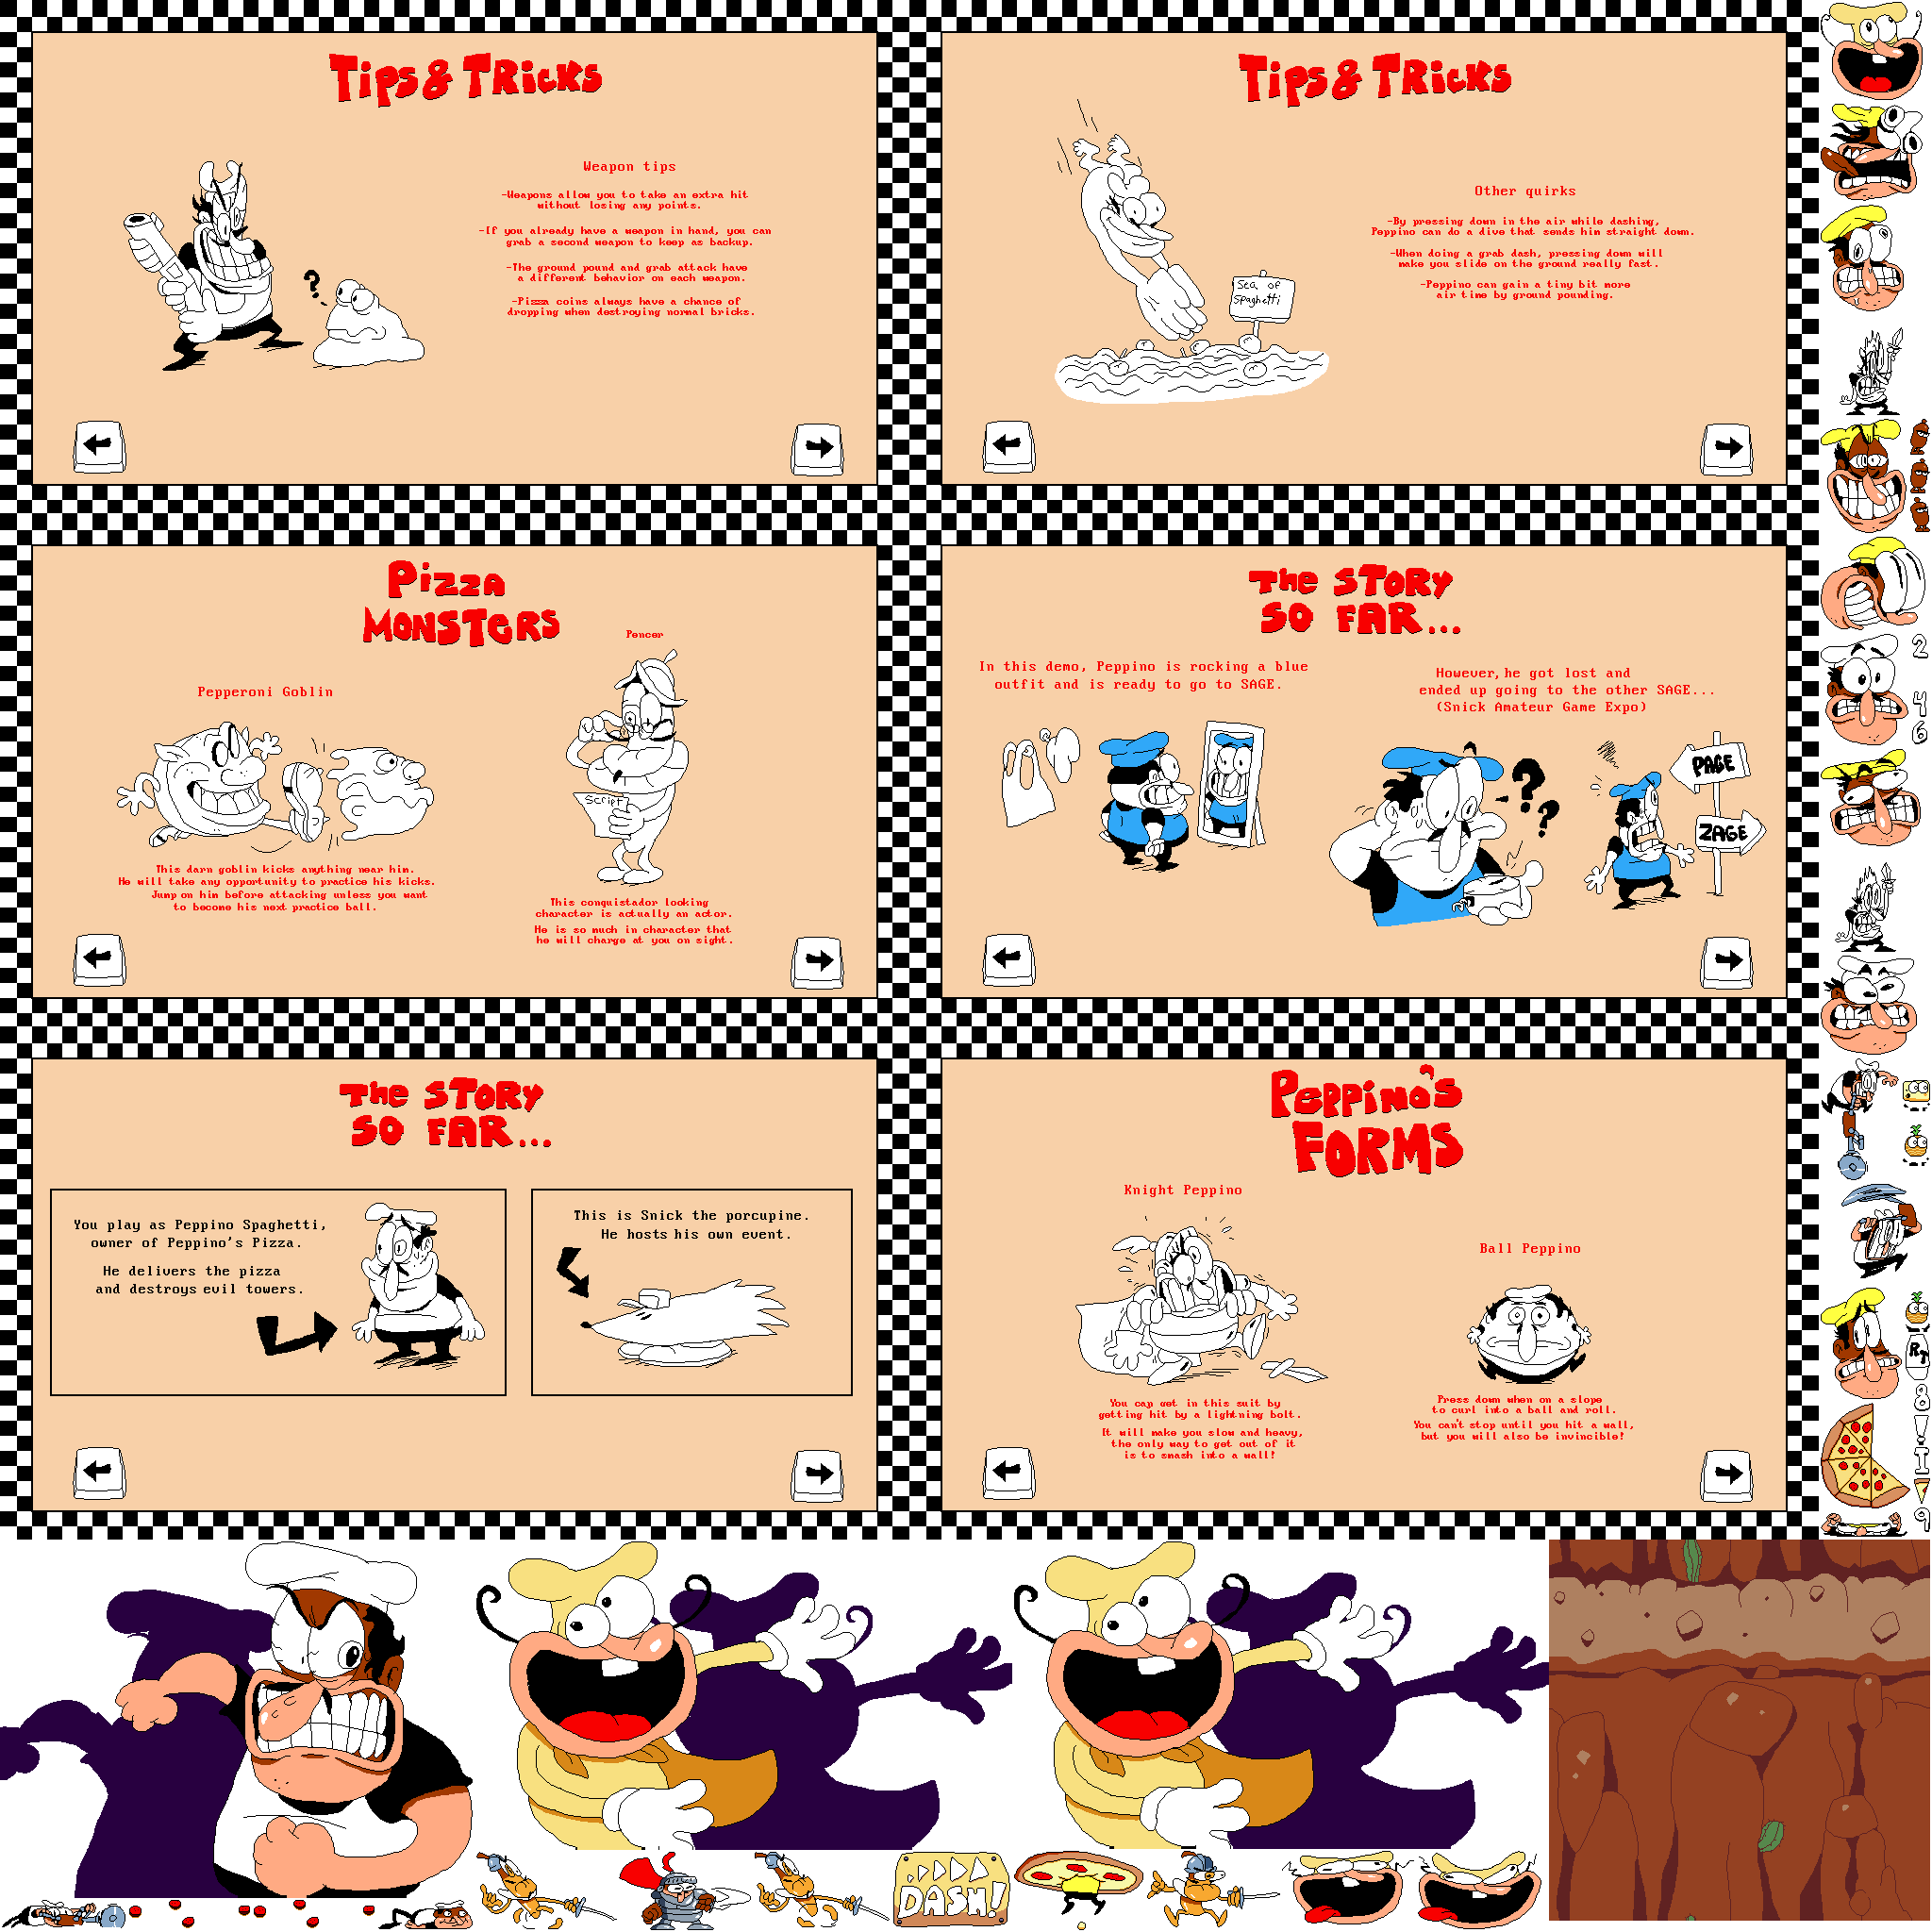 Tips & Tricks
Weapon tips
-Weapons allow you to take an extra hit
without losing any points.
-If you already have a weapon in hand, you can
grab a second weapon to keep as backup.
-The ground pound and grab attack have
a different behavior on each weapon.
-Pizza coins always have a chance of
dropping when destroying normal bricks.
?
Tips & Tricks
Other quirks
-By pressing down in the air while dashing,
Peppino can do a dive that sends him straight down.
-When doing a grab dash, pressing down will
make you slide on the ground really fast.
-Peppino can gain a tiny bit more
air time by ground pounding.
Sea of
Spaghetti
Pizza
Monsters
Pepperoni Goblin
This darn goblin kicks anything near him.
He will take any opportunity to practice his kicks.
Jump on him before attacking unless you want
to become his next practice ball.
Pencer
Script
This conquistador looking
character is actually an actor.
He is so much in character that
he will charge at you on sight.
The Story
So Far...
In this demo, Peppino is rocking a blue
outfit and is ready to go to SAGE.
However, he got lost and
ended up going to the other SAGE...
(Snick Amateur Game Expo)
? ?
PAGE
ZAGE
The Story
So Far...
You play as Peppino Spaghetti,
owner of Peppino's Pizza.
He delivers the pizza
and destroys evil towers.
This is Snick the porcupine.
He hosts his own event.
Peppino's
Forms
Knight Peppino
You can get in this suit by
getting hit by a lightning bolt.
It will make you slow and heavy,
the only way to get out of it
is to smash into a wall!
Ball Peppino
Press down when on a slope
to curl into a ball and roll.
You can't stop until you hit a wall,
but you will also be invincible!
2
4
6
RT
8
!
I
9
DASH!